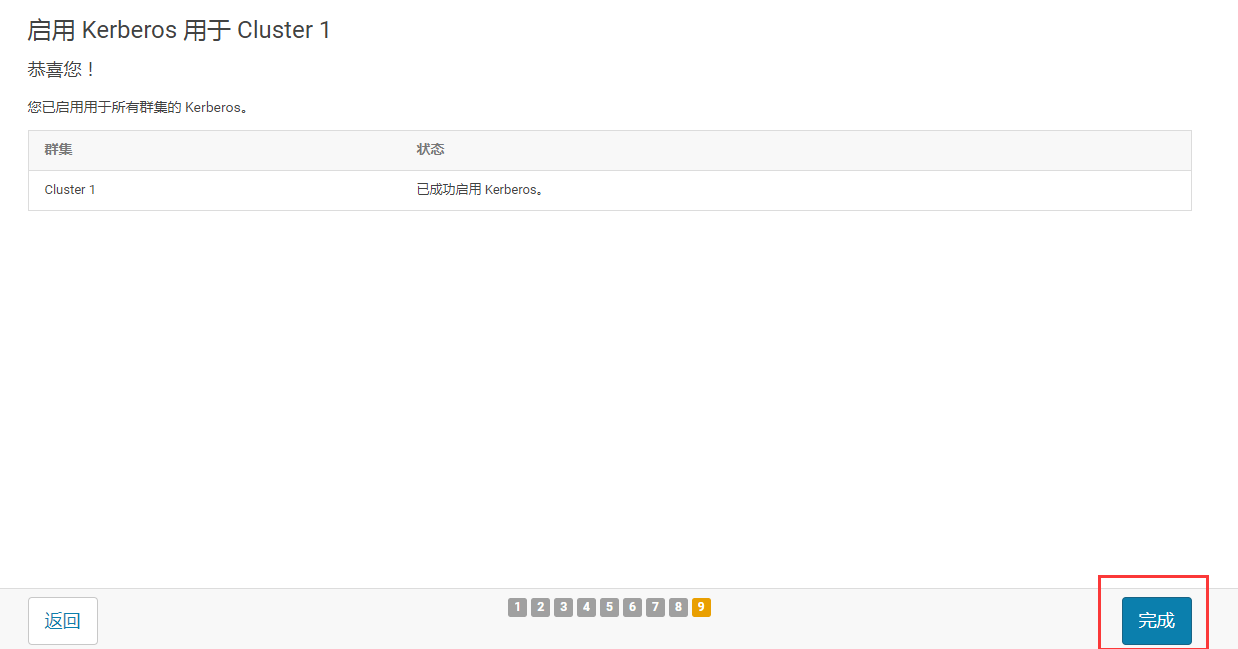 启用 Kerberos 用于 Cluster 1
恭喜您！
您已启用用于所有群集的 Kerberos。
群集 状态
Cluster 1 已成功启用 Kerberos。
返回 1 2 3 4 5 6 7 8 9 完成